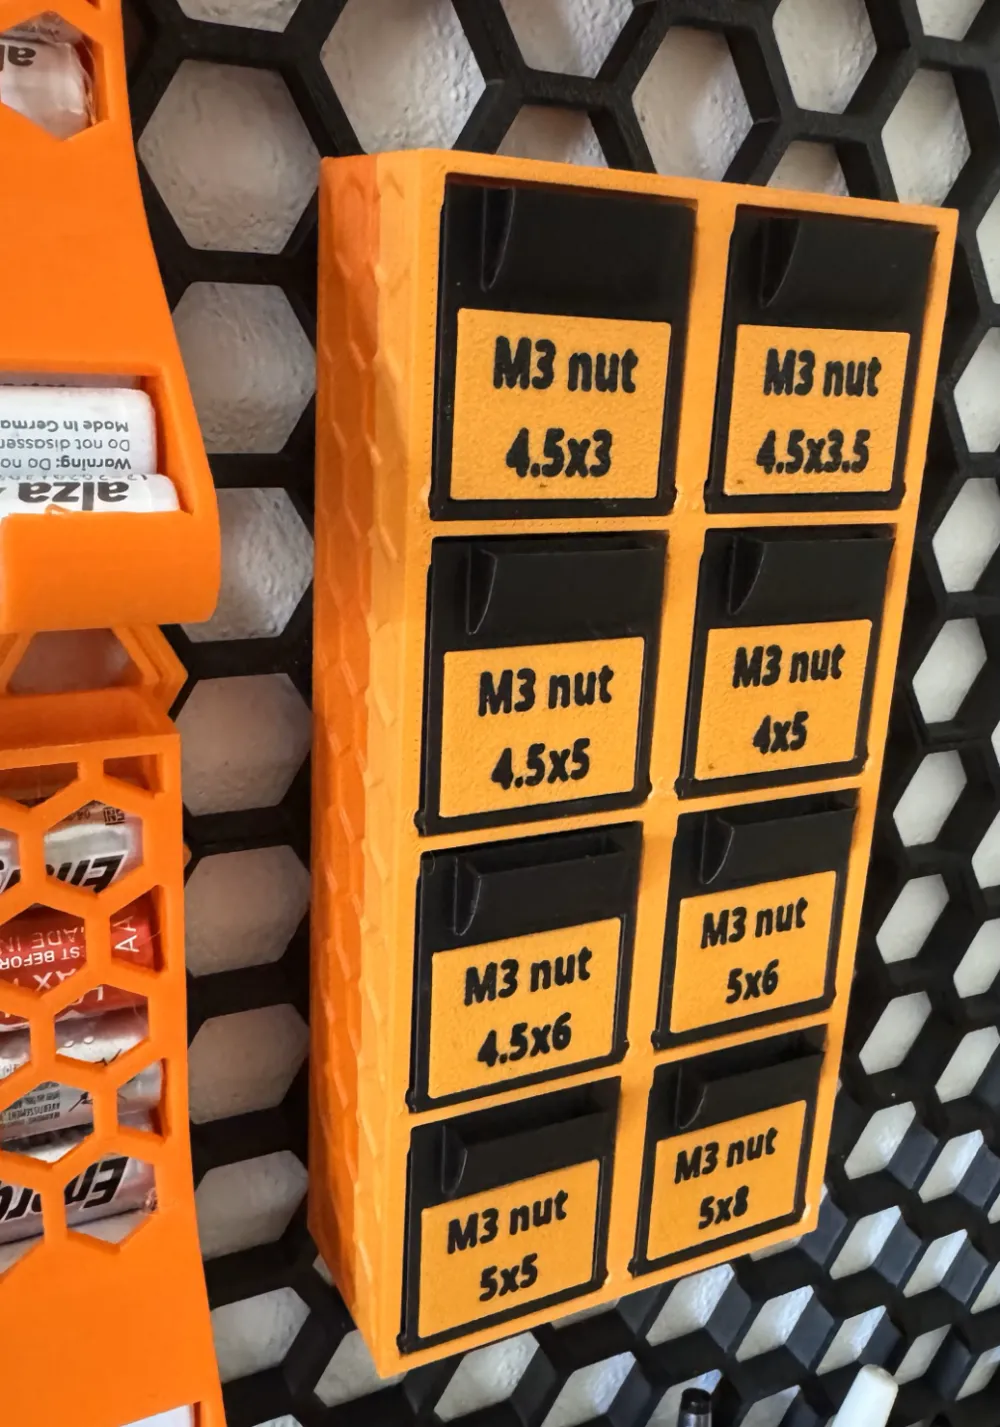 Made in Germa
Do not disassem
Warning: Do no
alza
M3 nut
4.5x3
M3 nut
4.5x3.5
M3 nut
4.5x5
M3 nut
4x5
M3 nut
4.5x6
M3 nut
5x6
M3 nut
5x5
M3 nut
5x8
AA